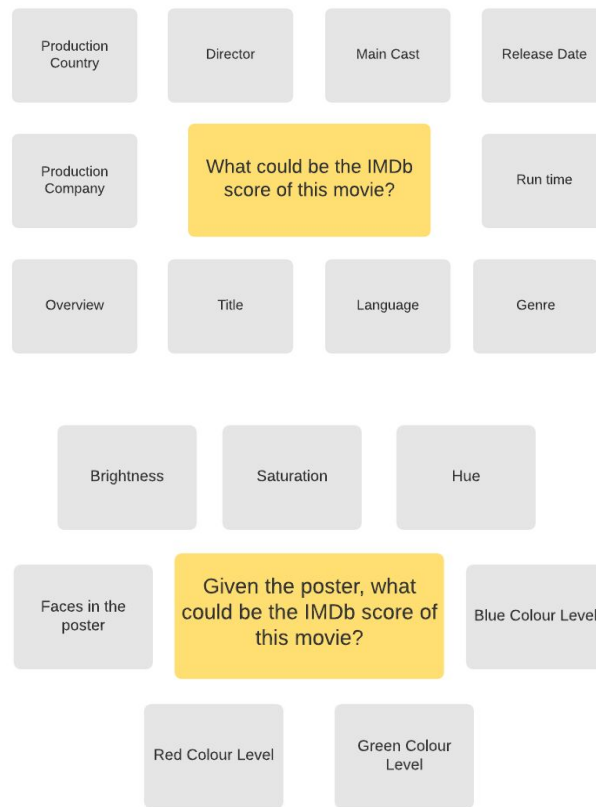 Production
Country
Director
Main Cast
Release Date
Production
Company
What could be the IMDb
score of this movie?
Run time
Overview
Title
Language
Genre
Brightness
Saturation
Hue
Faces in the
poster
Given the poster, what
could be the IMDb score of
this movie?
Blue Colour Level
Red Colour Level
Green Colour
Level